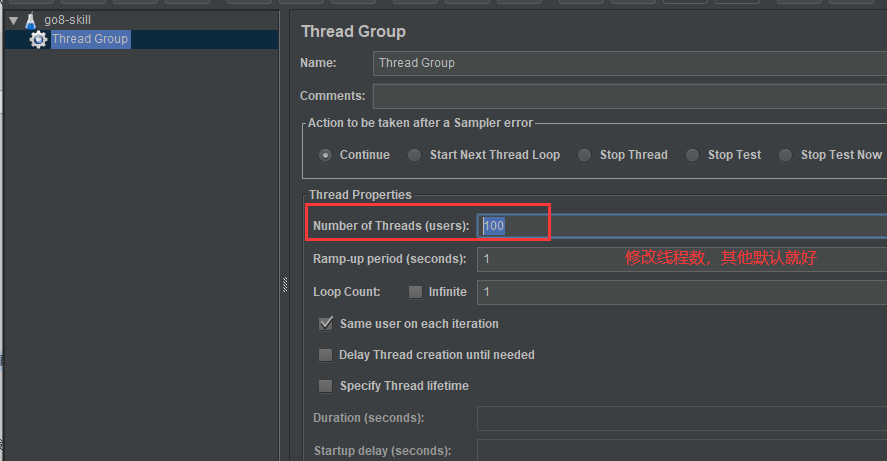 go8-skill
Thread Group
Thread Group
Name: Thread Group
Comments:
Action to be taken after a Sampler error
Continue Start Next Thread Loop Stop Thread Stop Test Stop Test Now
Thread Properties
Number of Threads (users): 100
Ramp-up period (seconds): 1 修改线程数，其他默认就好
Loop Count: Infinite 1
Same user on each iteration
Delay Thread creation until needed
Specify Thread lifetime
Duration (seconds):
Startup delay (seconds):